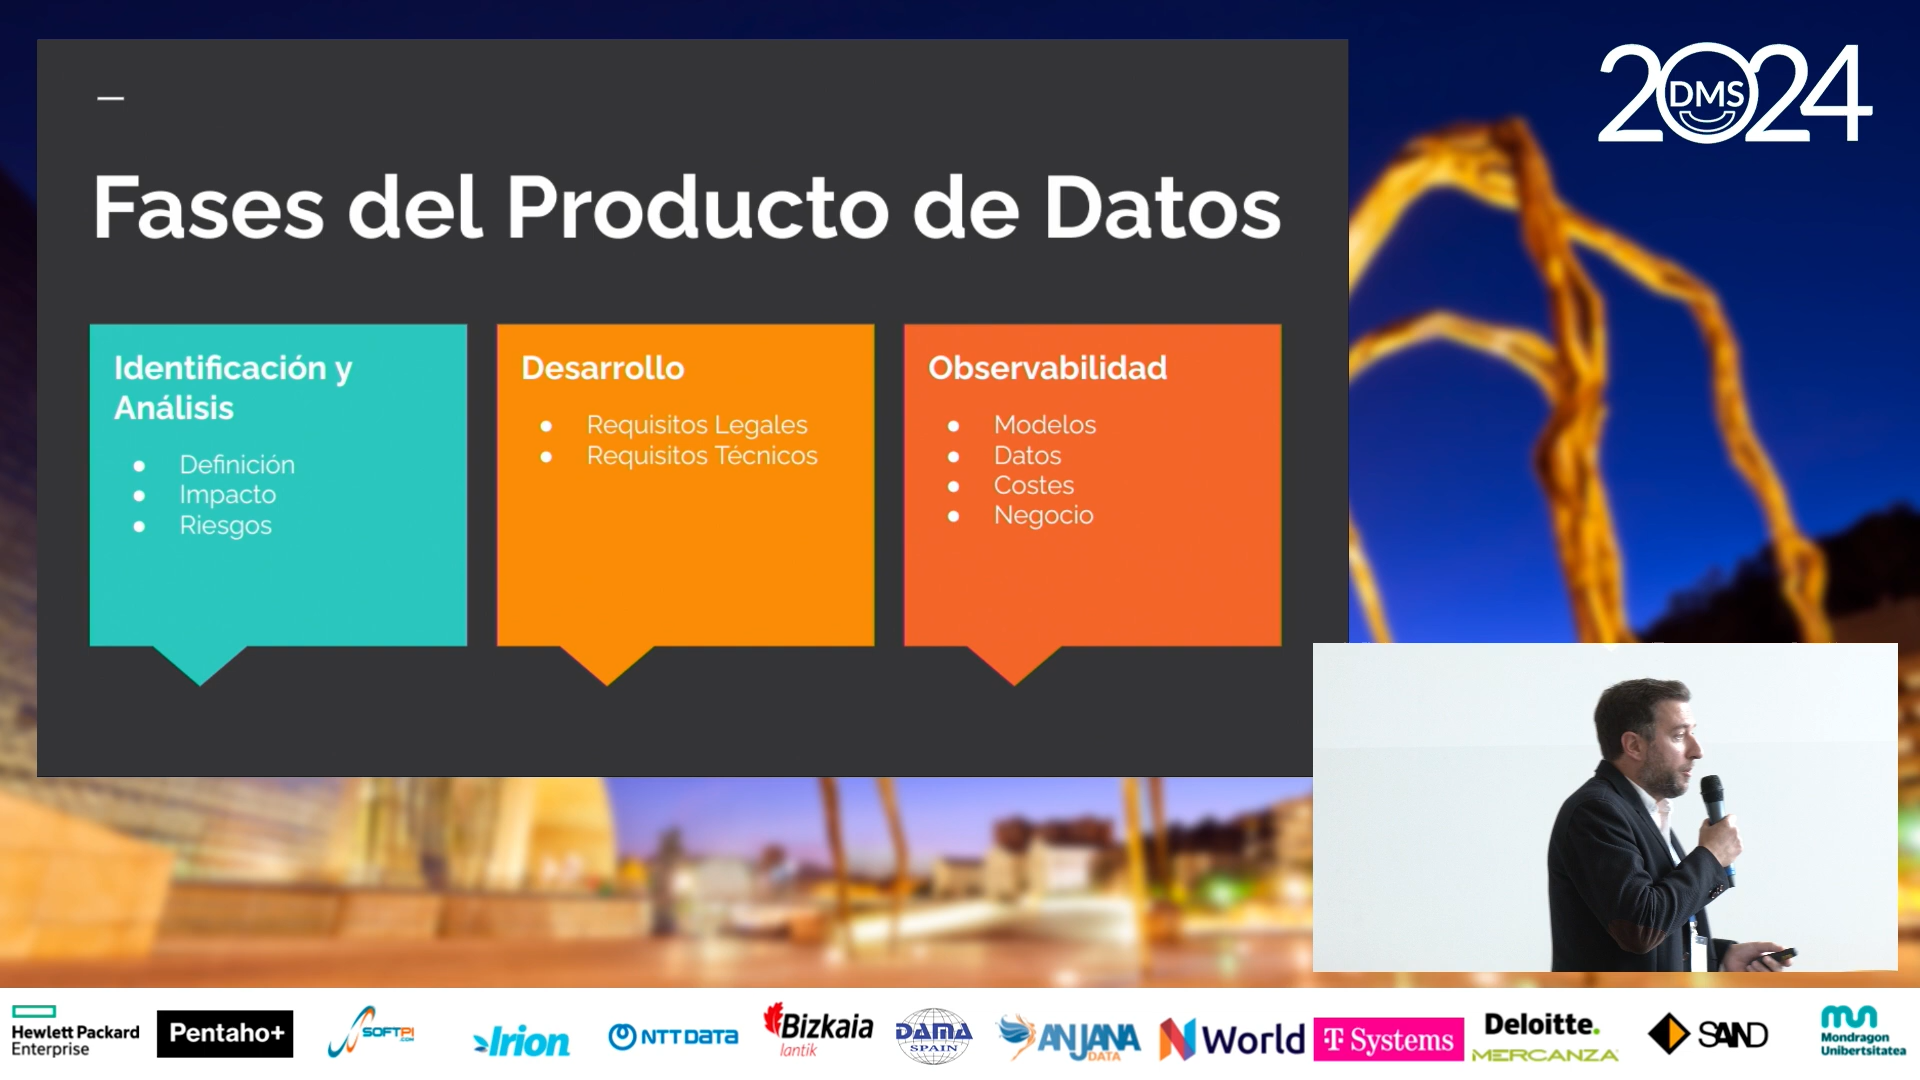 2024
DMS
Fases del Producto de Datos
Identificación y
Análisis
● Definición
● Impacto
● Riesgos
Desarrollo
● Requisitos Legales
● Requisitos Técnicos
Observabilidad
● Modelos
● Datos
● Costes
● Negocio
Hewlett Packard
Enterprise
Pentaho+
SOFTPI
.COM
Irion
NTT DATA
Bizkaia
lantik
DAMA
SPAIN
ANJANA
DATA
N World
T Systems
Deloitte.
MERCANZA
SAND
Mondragon
Unibertsitatea